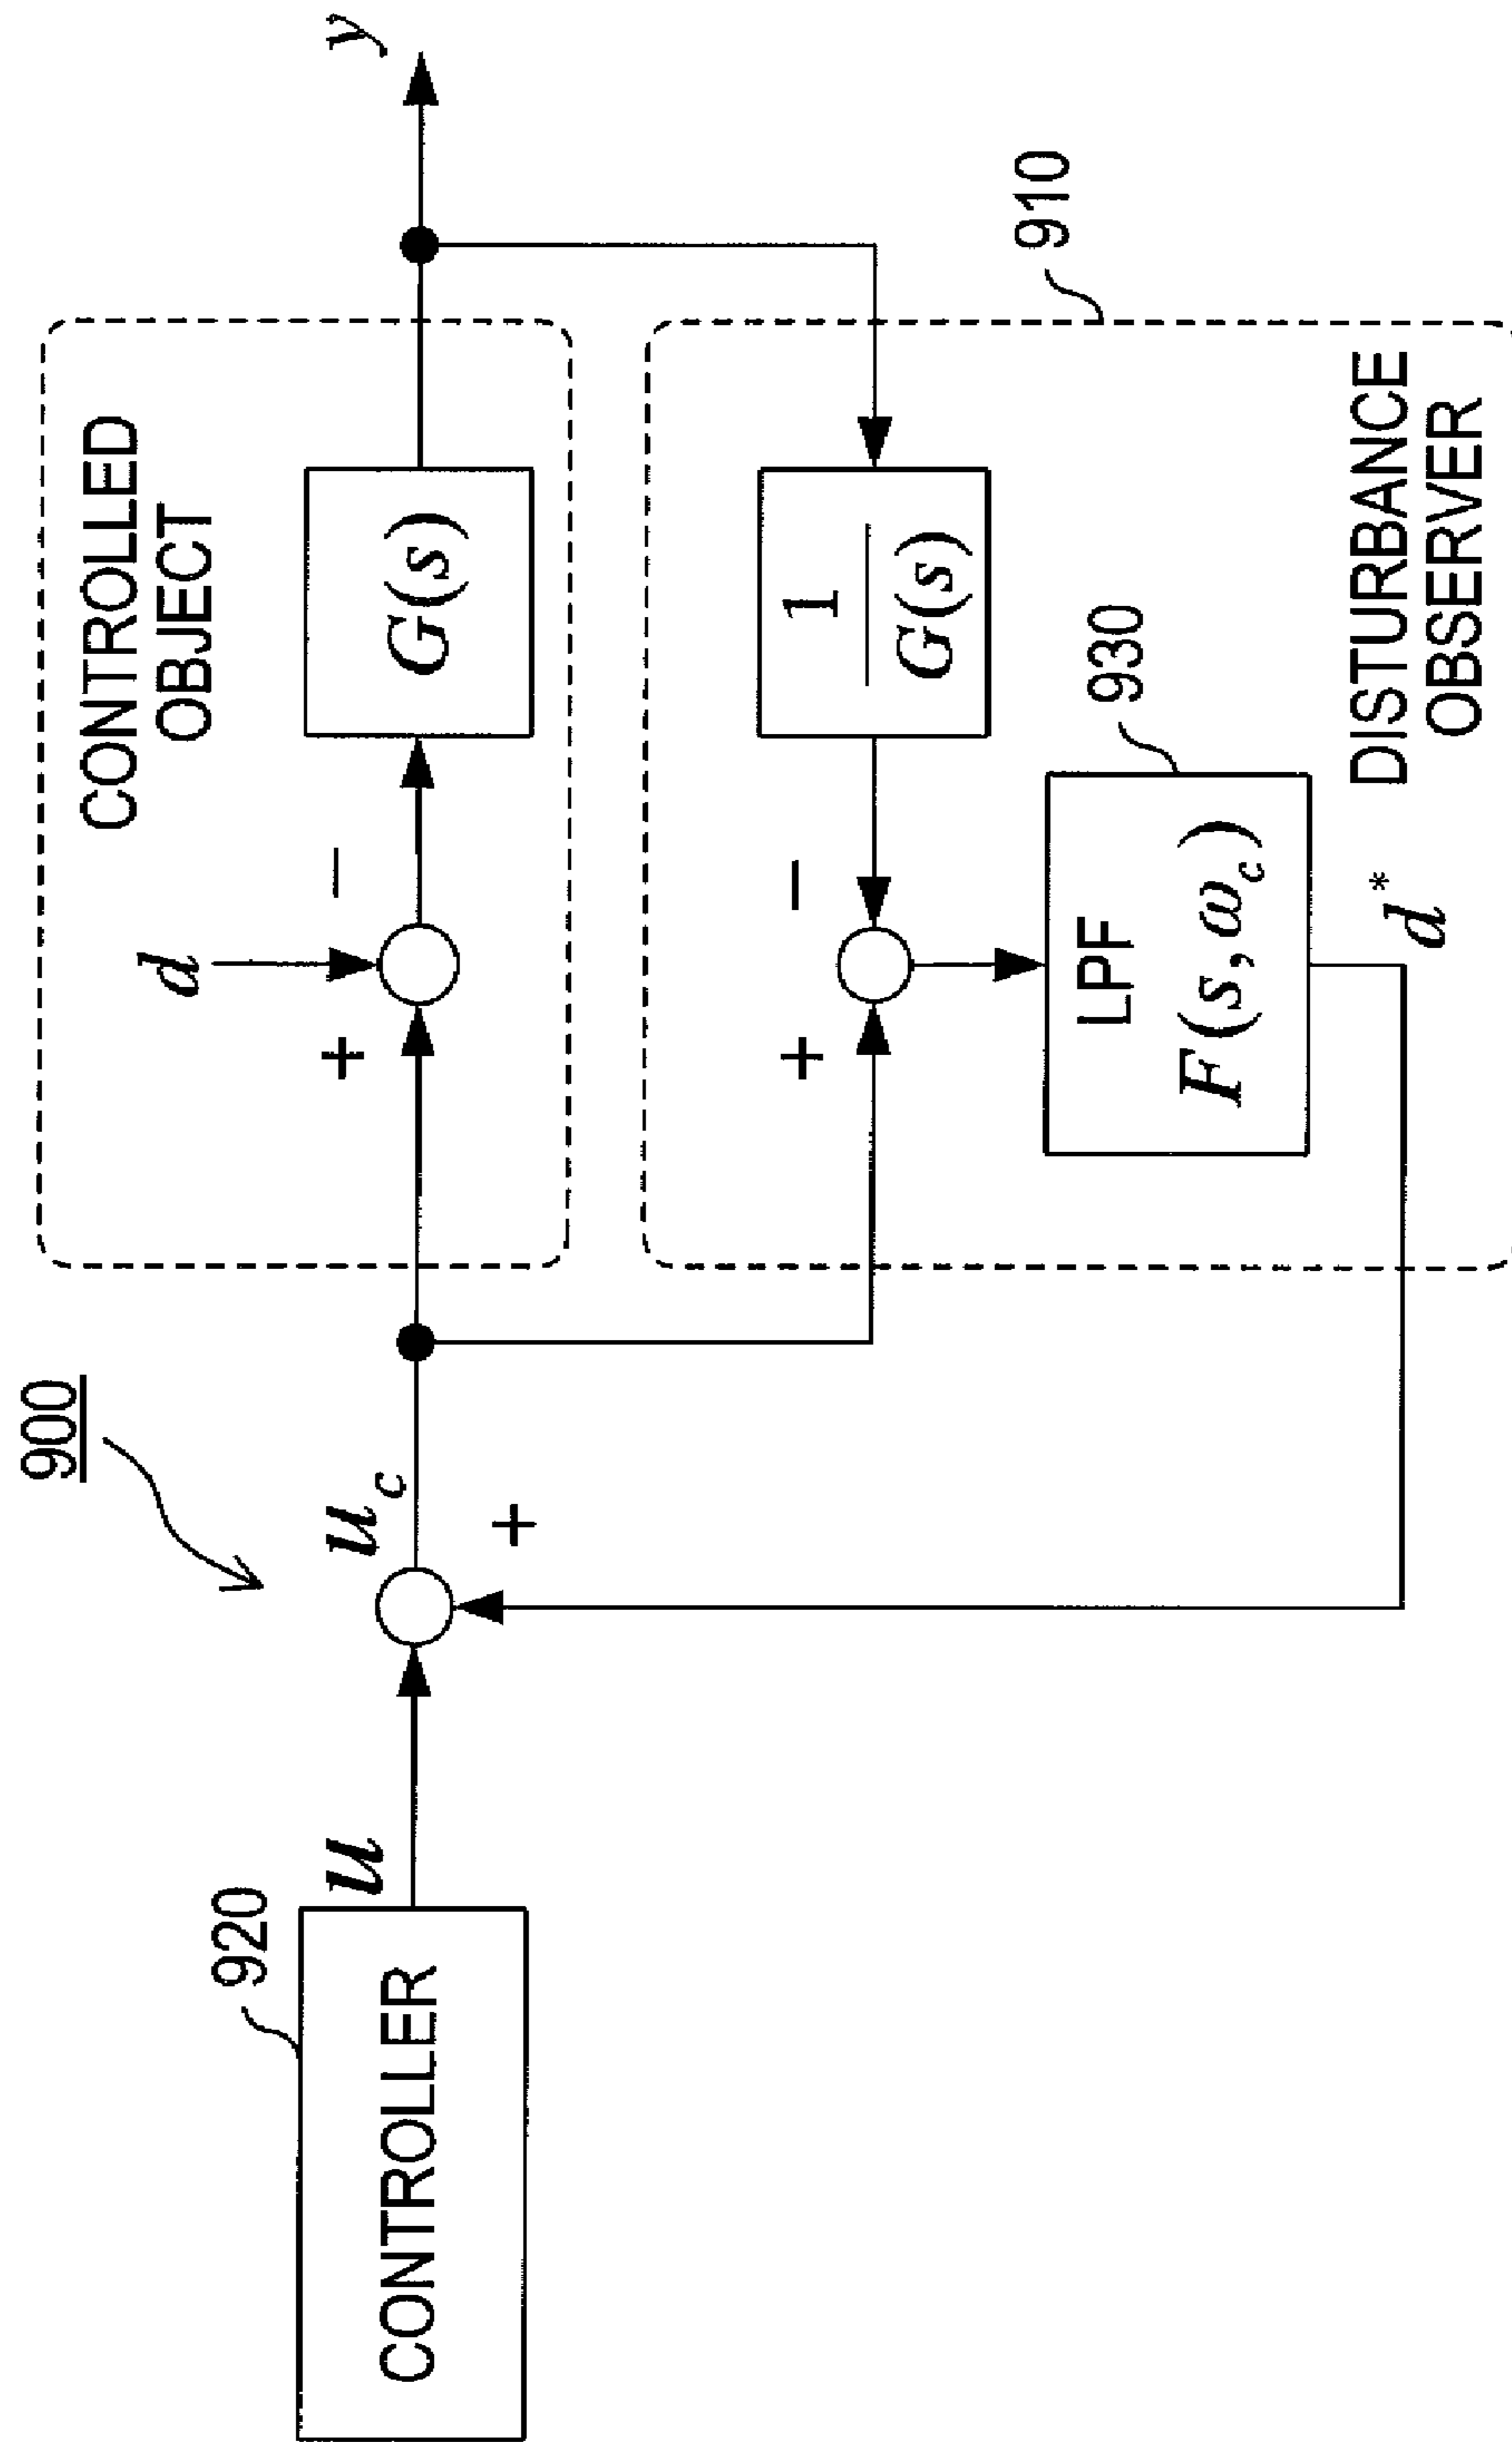 900
920
CONTROLLER
u
+
u_c
CONTROLLED
OBJECT
d
+
−
G(s)
y
910
+
−
1
G(s)
930
LPF
F(s, ω_c)
d*
DISTURBANCE
OBSERVER